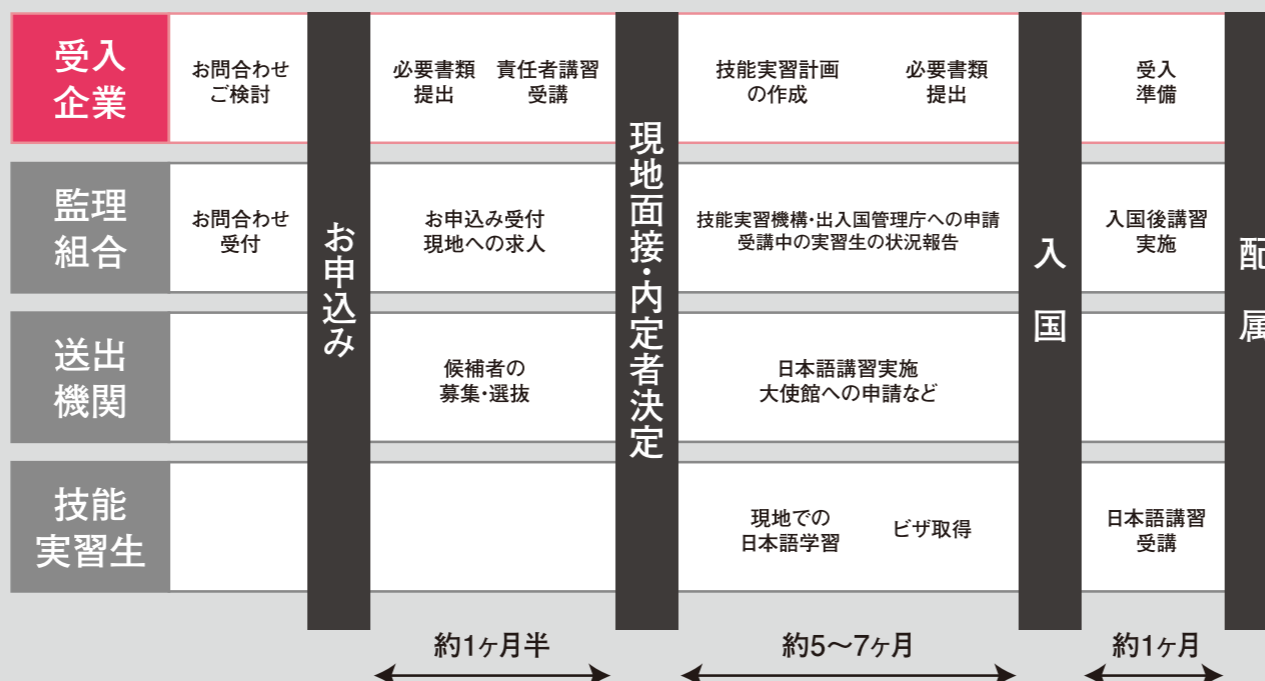 受入
企業
お問合わせ
ご検討
必要書類
提出
責任者講習
受講
技能実習計画
の作成
必要書類
提出
受入
準備
監理
組合
お問合わせ
受付
お申込み受付
現地への求人
技能実習機構・出入国管理庁への申請
受講中の実習生の状況報告
入国後講習
実施
送出
機関
候補者の
募集・選抜
日本語講習実施
大使館への申請など
技能
実習生
現地での
日本語学習
ビザ取得
日本語講習
受講
お申込み
現地面接・内定者決定
入国
配属
約1ヶ月半
約5〜7ヶ月
約1ヶ月